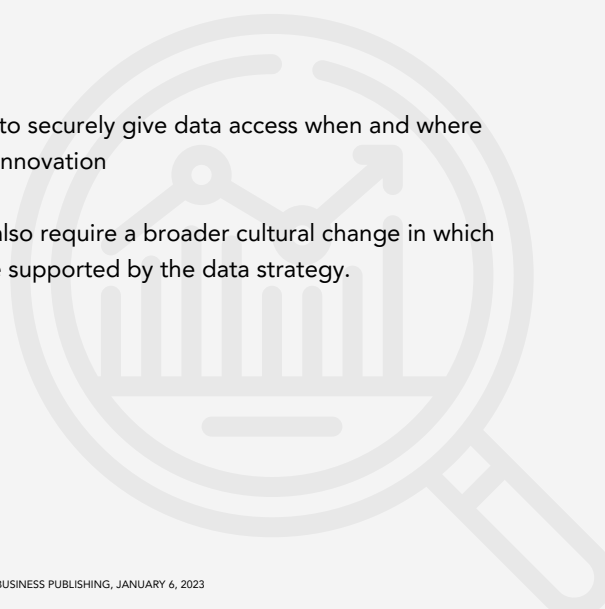 to securely give data access when and where
innovation
also require a broader cultural change in which
supported by the data strategy.
BUSINESS PUBLISHING, JANUARY 6, 2023